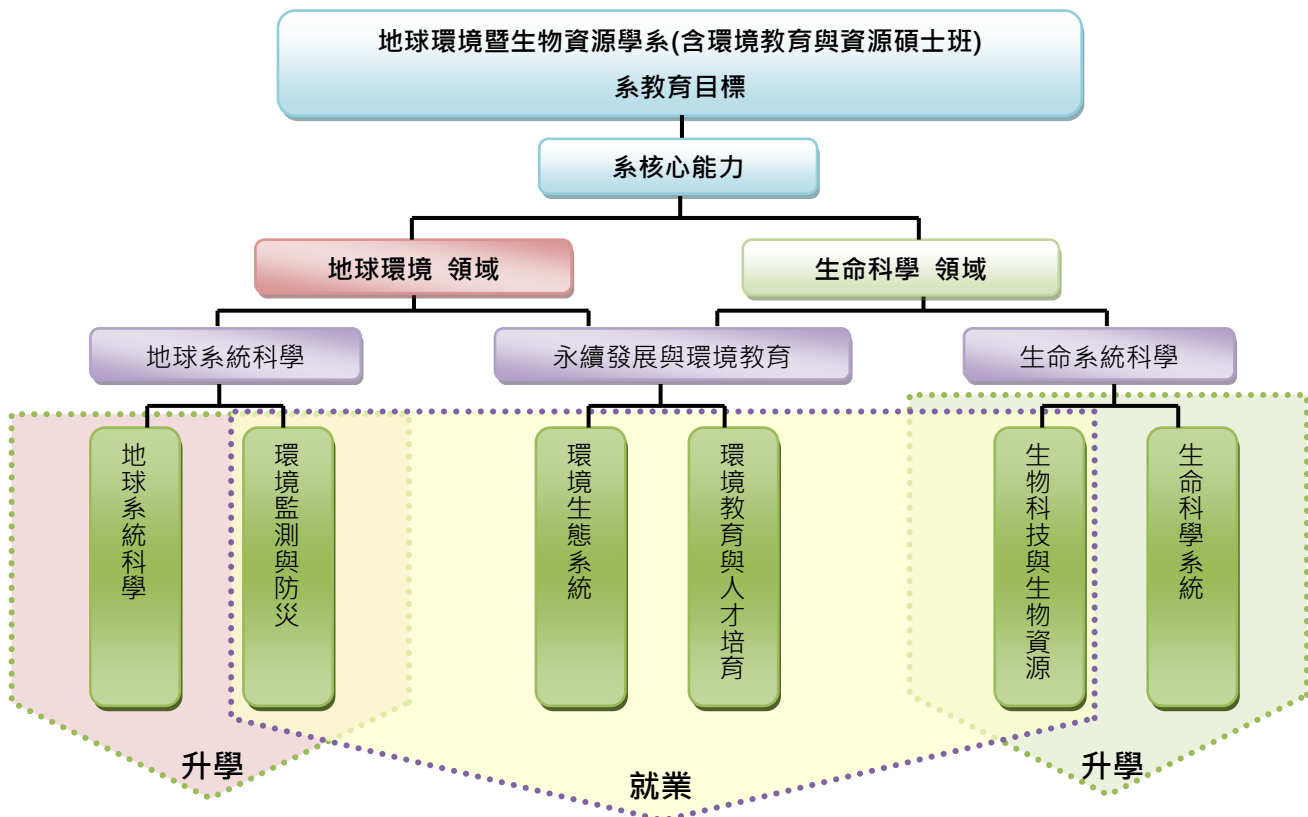 地球環境暨生物資源學系(含環境教育與資源碩士班)
系教育目標
系核心能力
地球環境 領域
生命科學 領域
地球系統科學
永續發展與環境教育
生命系統科學
地球系統科學
環境監測與防災
環境生態系統
環境教育與人才培育
生物科技與生物資源
生命科學系統
升學
就業
升學